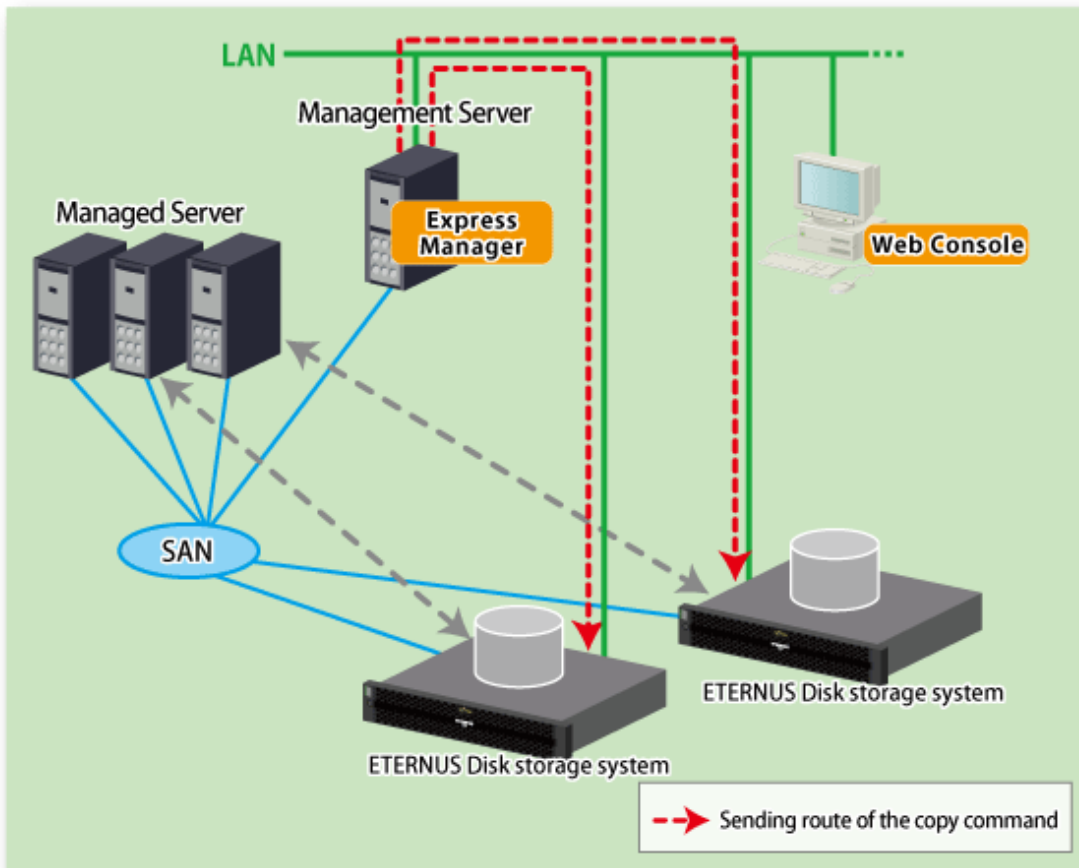 LAN
Management Server
Managed Server
Express
Manager
Web Console
SAN
ETERNUS Disk storage system
ETERNUS Disk storage system
Sending route of the copy command